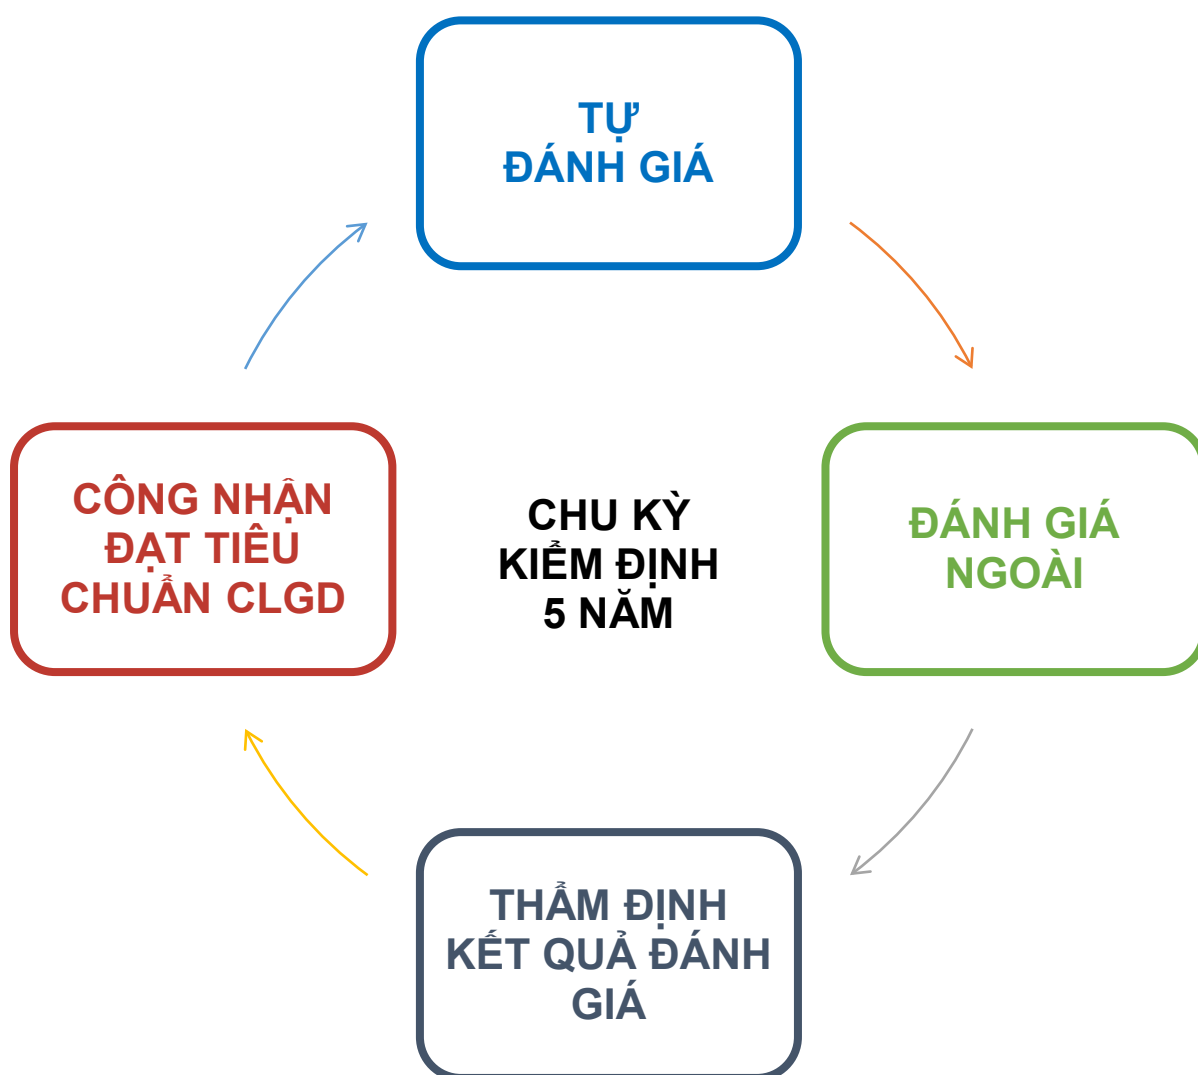 TỰ
ĐÁNH GIÁ
CÔNG NHẬN
ĐẠT TIÊU
CHUẨN CLGD
CHU KỲ
KIỂM ĐỊNH
5 NĂM
ĐÁNH GIÁ
NGOÀI
THẨM ĐỊNH
KẾT QUẢ ĐÁNH
GIÁ